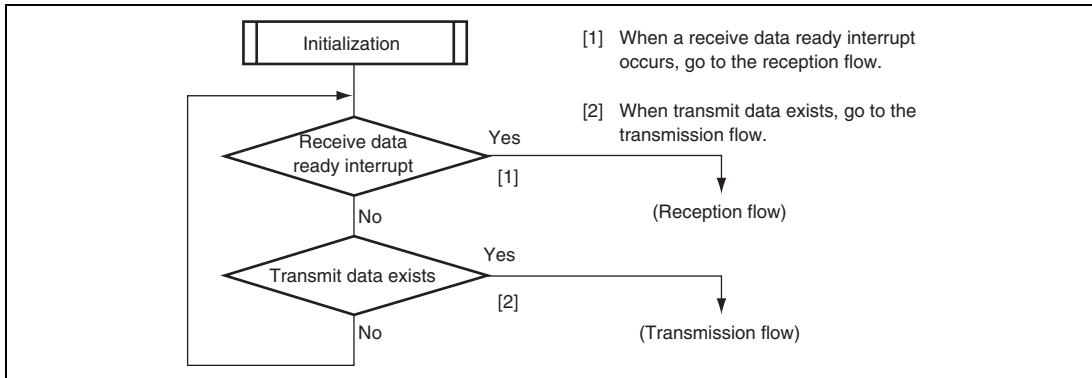 Initialization
[1] When a receive data ready interrupt
occurs, go to the reception flow.
[2] When transmit data exists, go to the
transmission flow.
Receive data
ready interrupt
Yes
[1]
(Reception flow)
No
Transmit data exists
Yes
[2]
(Transmission flow)
No